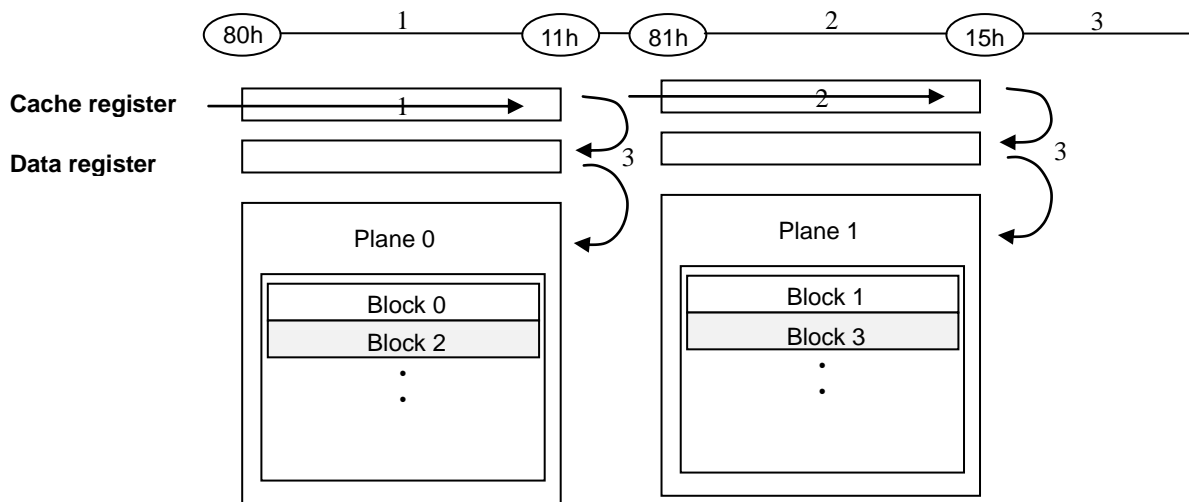 80h 1 11h 81h 2 15h 3
Cache register 1 2
Data register 3 3
Plane 0 Plane 1
Block 0 Block 1
Block 2 Block 3